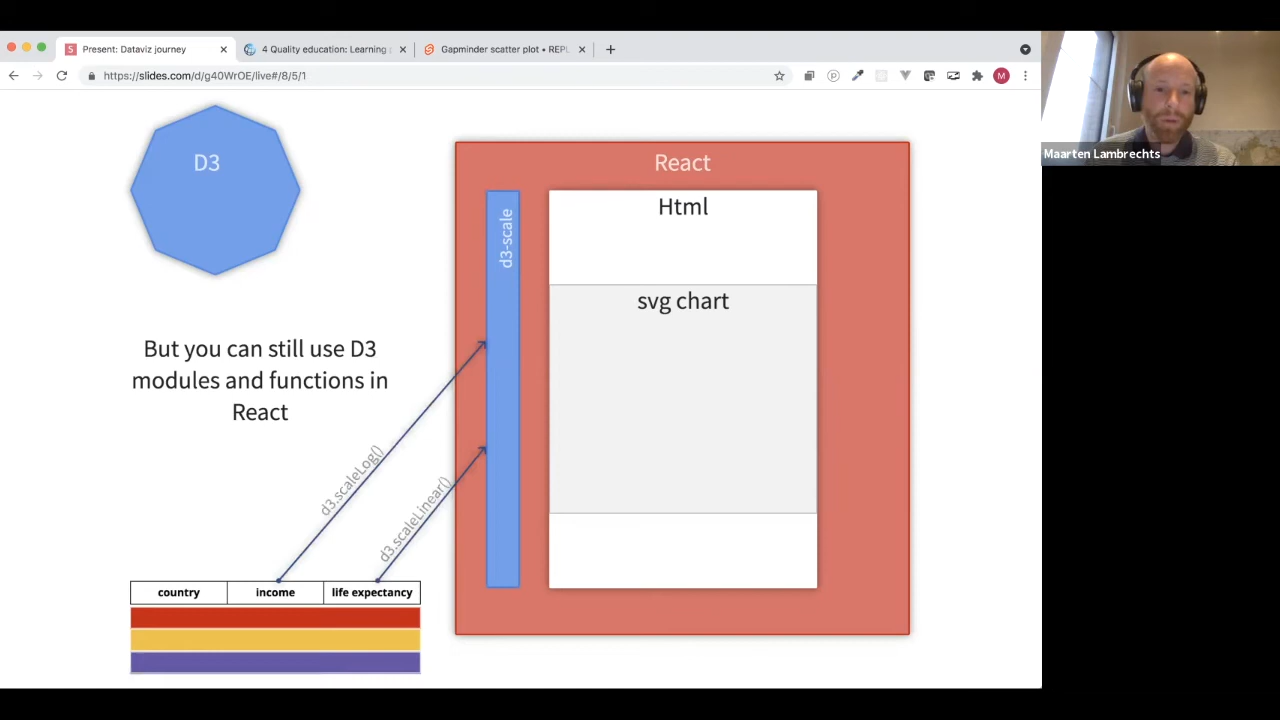 Present: Dataviz journey
4 Quality education: Learning
Gapminder scatter plot • REPL
https://slides.com/d/g40WrOE/live#/8/5/1
M
Maarten Lambrechts
D3
React
d3-scale
Html
svg chart
But you can still use D3
modules and functions in
React
d3.scaleLog()
d3.scaleLinear()
country
income
life expectancy